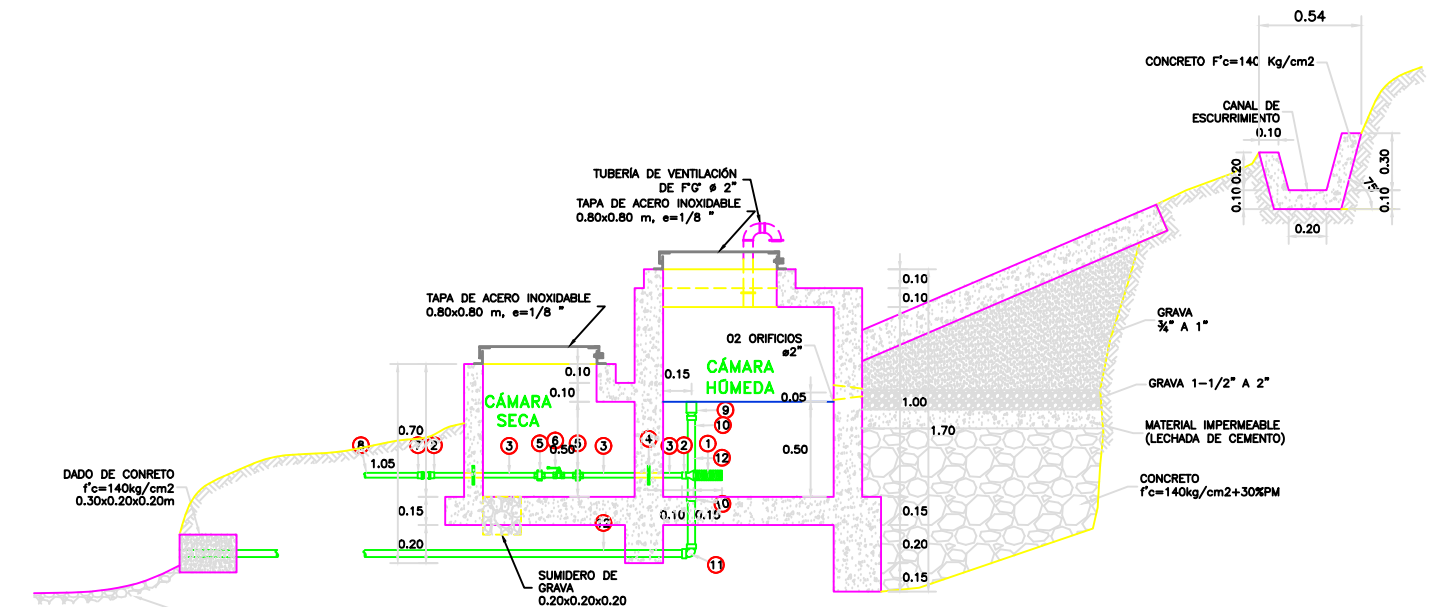 0.54
CONCRETO F'c=140 Kg/cm2
CANAL DE
ESCURRIMIENTO
0.10
0.20
0.10
0.30
0.10
0.20
TUBERÍA DE VENTILACIÓN
DE F'G' ø 2"
TAPA DE ACERO INOXIDABLE
0.80x0.80 m, e=1/8 "
TAPA DE ACERO INOXIDABLE
0.80x0.80 m, e=1/8 "
0.10
0.10
GRAVA
¾" A 1"
02 ORIFICIOS
ø2"
CÁMARA
HÚMEDA
0.15
0.05
0.10
0.10
GRAVA 1-1/2" A 2"
1.00
CÁMARA
SECA
9
10
MATERIAL IMPERMEABLE
(LECHADA DE CEMENTO)
0.70
1.70
8
7
2
3
5
6
5
3
4
3
2
1
0.50
0.50
12
1.05
DADO DE CONRETO
f'c=140kg/cm2
0.30x0.20x0.20m
CONCRETO
f'c=140kg/cm2+30%PM
10
0.15
0.10
0.15
0.15
12
0.20
0.20
11
0.15
SUMIDERO DE
GRAVA
0.20x0.20x0.20